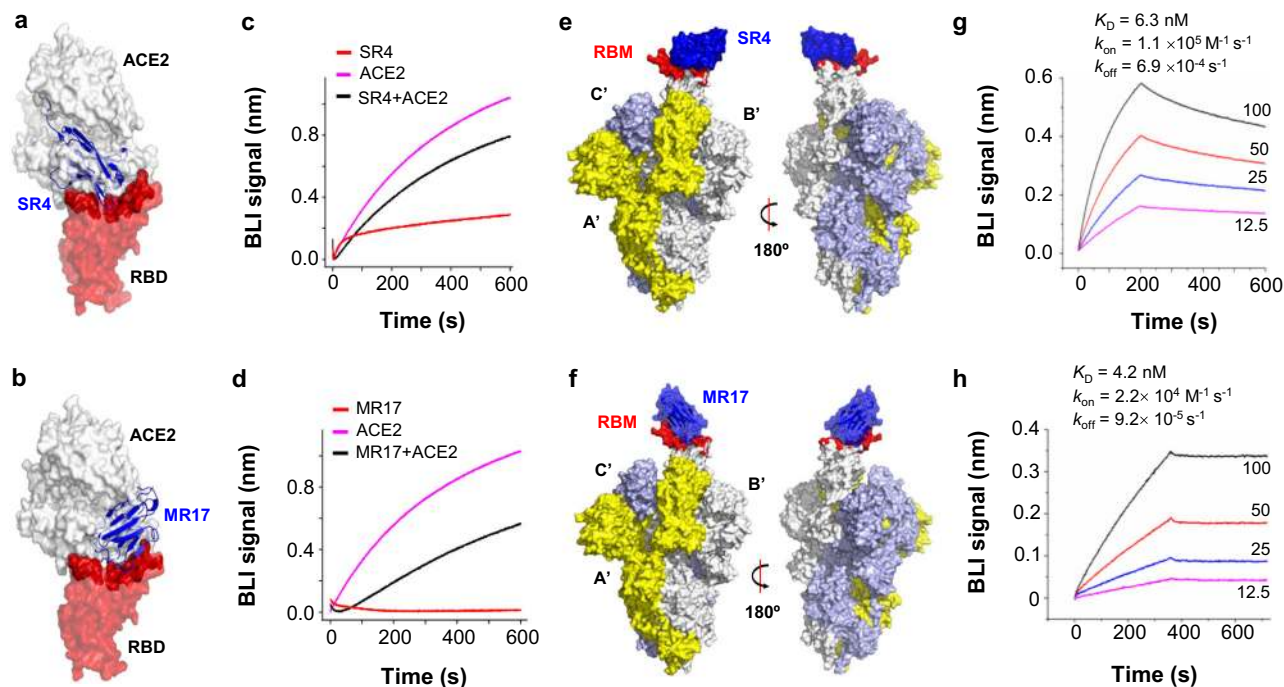 a
ACE2
SR4
RBD
c
SR4
ACE2
SR4+ACE2
BLI signal (nm)
0.8
0.4
0.0
0 200 400 600
Time (s)
e
RBM
SR4
C'
B'
A'
180º
g
K_D = 6.3 nM
k_on = 1.1 ×10⁵ M⁻¹ s⁻¹
k_off = 6.9 ×10⁻⁴ s⁻¹
BLI signal (nm)
0.6
0.4
0.2
0.0
100
50
25
12.5
0 200 400 600
Time (s)
b
ACE2
MR17
RBD
d
MR17
ACE2
MR17+ACE2
BLI signal (nm)
0.8
0.4
0.0
0 200 400 600
Time (s)
f
MR17
RBM
C'
B'
A'
180º
h
K_D = 4.2 nM
k_on = 2.2× 10⁴ M⁻¹ s⁻¹
k_off = 9.2× 10⁻⁵ s⁻¹
BLI signal (nm)
0.4
0.3
0.2
0.1
0
100
50
25
12.5
0 200 400 600
Time (s)